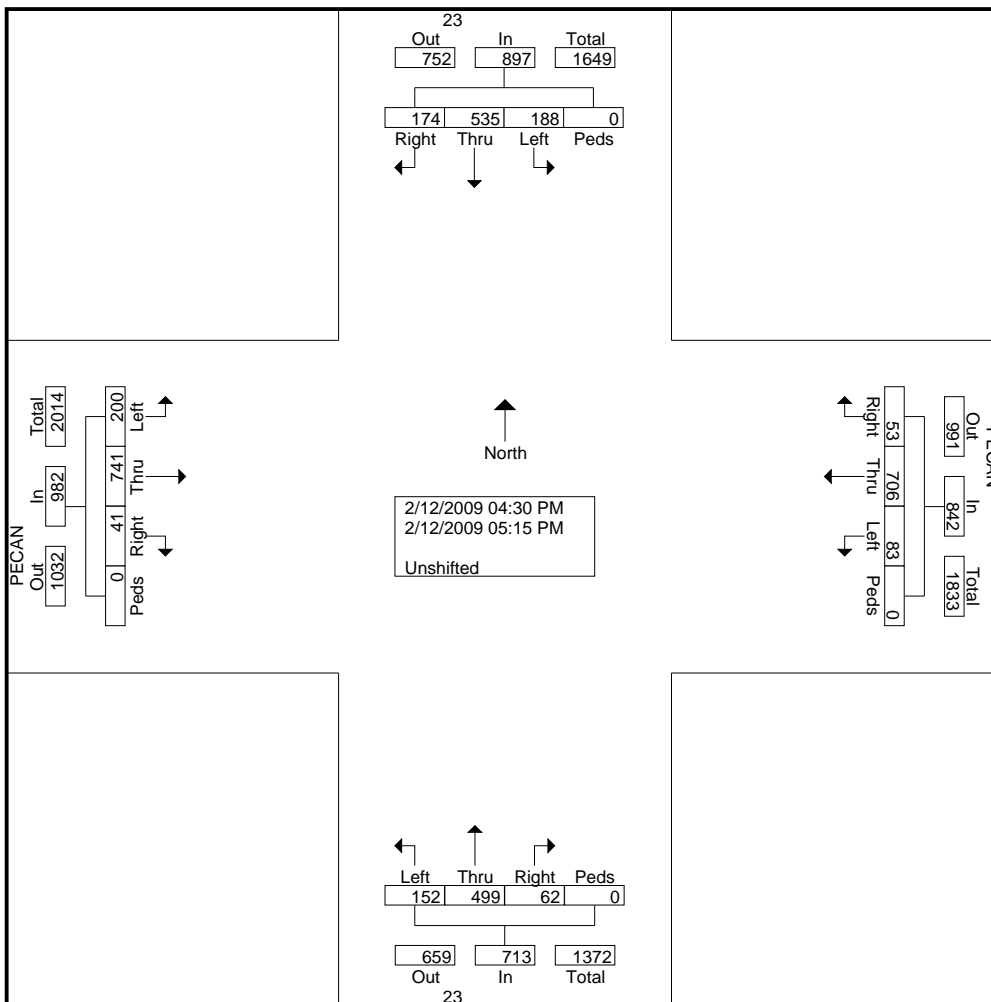 23
Out In Total
752 897 1649
174 535 188 0
Right Thru Left Peds
PECAN
Total In Out
2014 982 1032
200 741 41 0
Left Thru Right Peds
North
2/12/2009 04:30 PM
2/12/2009 05:15 PM
Unshifted
PECAN
Out In Total
991 842 1833
53 706 83 0
Right Thru Left Peds
Left Thru Right Peds
152 499 62 0
659 713 1372
Out In Total
23